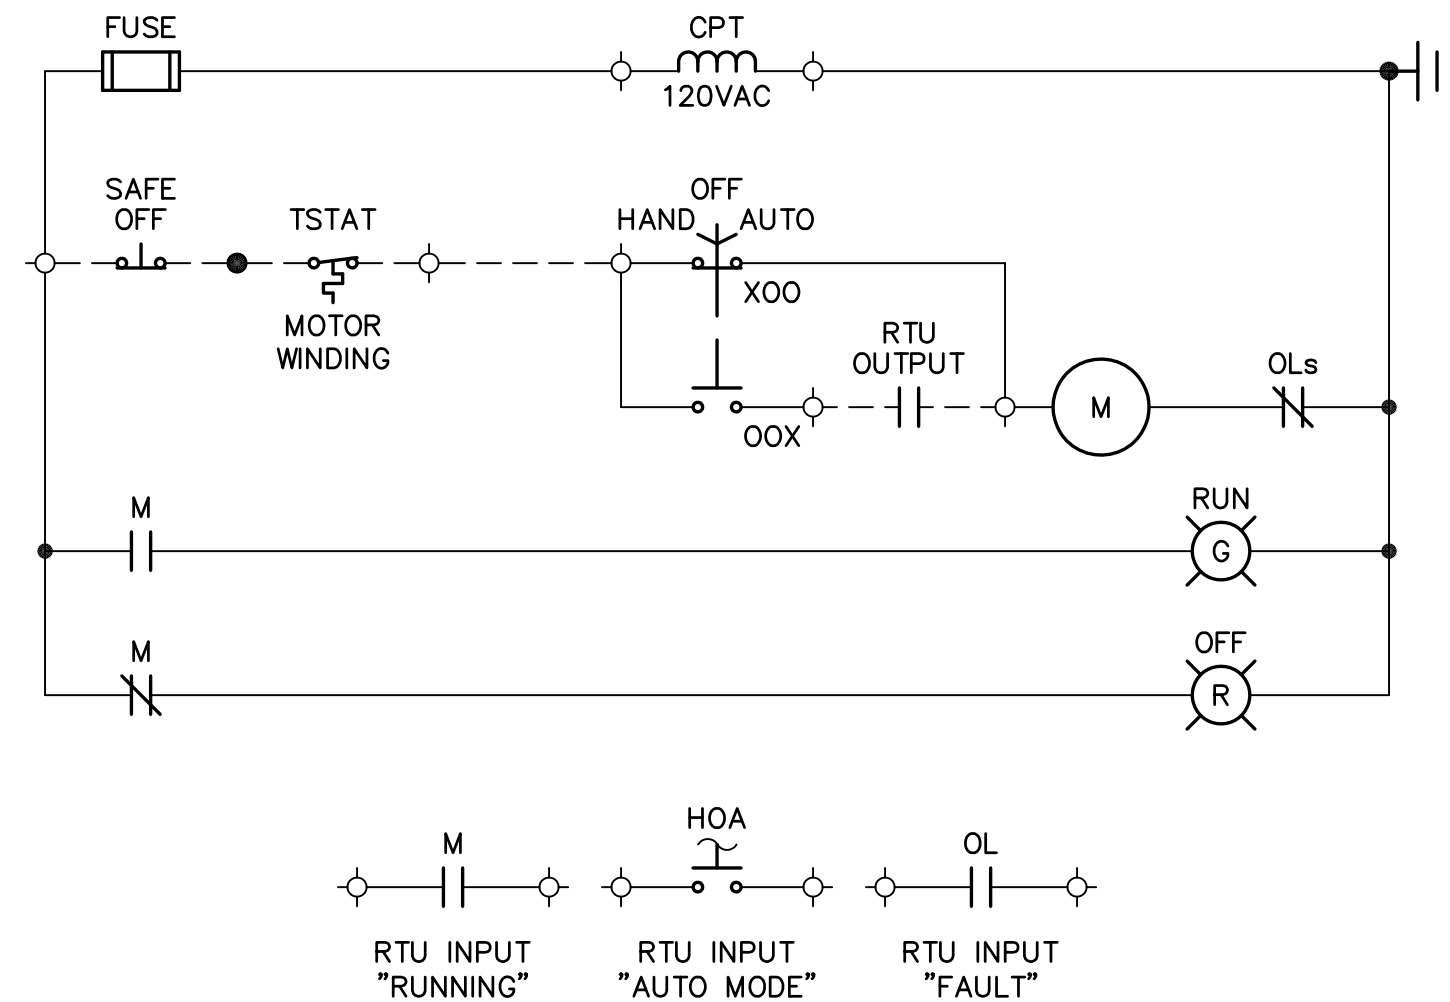 FUSE
CPT
120VAC
SAFE
OFF
TSTAT
MOTOR
WINDING
OFF
HAND AUTO
XOO
RTU
OUTPUT
OOX
M
OLs
M
RUN
G
M
OFF
R
M
RTU INPUT
"RUNNING"
HOA
RTU INPUT
"AUTO MODE"
OL
RTU INPUT
"FAULT"